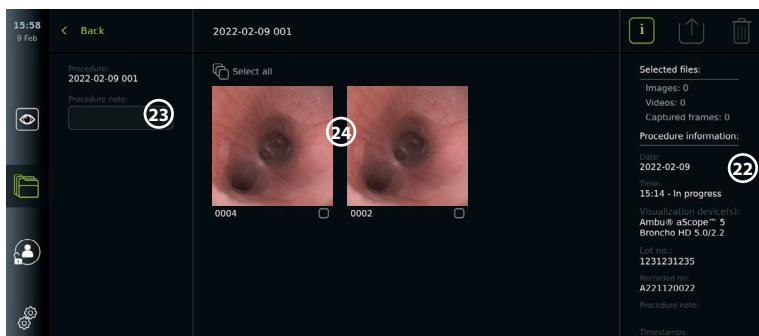 15:58
9 Feb
Back
2022-02-09 001
i
Procedure:
2022-02-09 001
Procedure note:
23
Select all
24
0004
0002
Selected files:
Images: 0
Videos: 0
Captured frames: 0
Procedure information:
Date:
2022-02-09
22
Time:
15:14 - In progress
Visualization device(s):
Ambu® aScope™ 5
Broncho HD 5.0/2.2
Lot no.:
1231231235
Recorded on:
A221120022
Procedure note:
Timestamps: